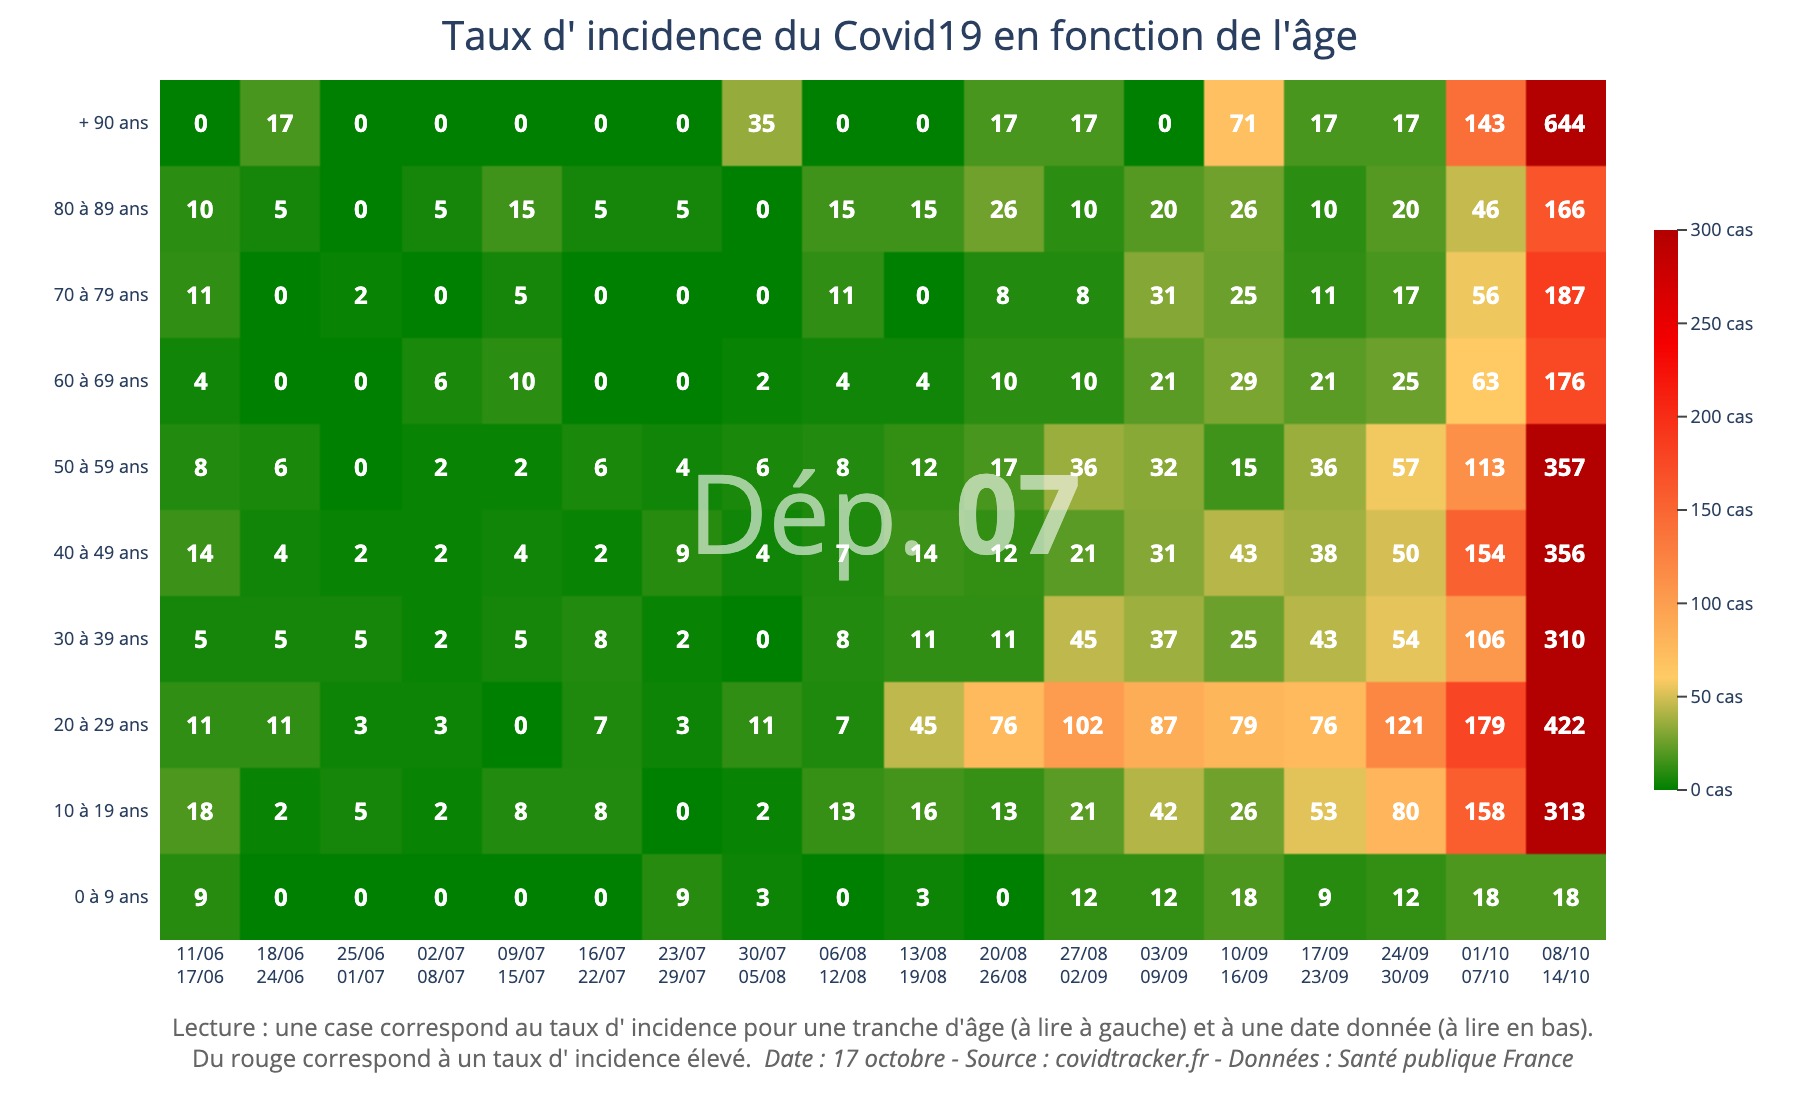 Taux d' incidence du Covid19 en fonction de l'âge
+ 90 ans 0 17 0 0 0 0 0 35 0 0 17 17 0 71 17 17 143 644
80 à 89 ans 10 5 0 5 15 5 5 0 15 15 26 10 20 26 10 20 46 166
70 à 79 ans 11 0 2 0 5 0 0 0 11 0 8 8 31 25 11 17 56 187
60 à 69 ans 4 0 0 6 10 0 0 2 4 4 10 10 21 29 21 25 63 176
50 à 59 ans 8 6 0 2 2 6 4 6 8 12 17 36 32 15 36 57 113 357
Dép. 07
40 à 49 ans 14 4 2 2 4 2 9 4 7 14 12 21 31 43 38 50 154 356
30 à 39 ans 5 5 5 2 5 8 2 0 8 11 11 45 37 25 43 54 106 310
20 à 29 ans 11 11 3 3 0 7 3 11 7 45 76 102 87 79 76 121 179 422
10 à 19 ans 18 2 5 2 8 8 0 2 13 16 13 21 42 26 53 80 158 313
0 à 9 ans 9 0 0 0 0 0 9 3 0 3 0 12 12 18 9 12 18 18
11/06 18/06 25/06 02/07 09/07 16/07 23/07 30/07 06/08 13/08 20/08 27/08 03/09 10/09 17/09 24/09 01/10 08/10
17/06 24/06 01/07 08/07 15/07 22/07 29/07 05/08 12/08 19/08 26/08 02/09 09/09 16/09 23/09 30/09 07/10 14/10
300 cas
250 cas
200 cas
150 cas
100 cas
50 cas
0 cas
Lecture : une case correspond au taux d' incidence pour une tranche d'âge (à lire à gauche) et à une date donnée (à lire en bas).
Du rouge correspond à un taux d' incidence élevé. Date : 17 octobre - Source : covidtracker.fr - Données : Santé publique France